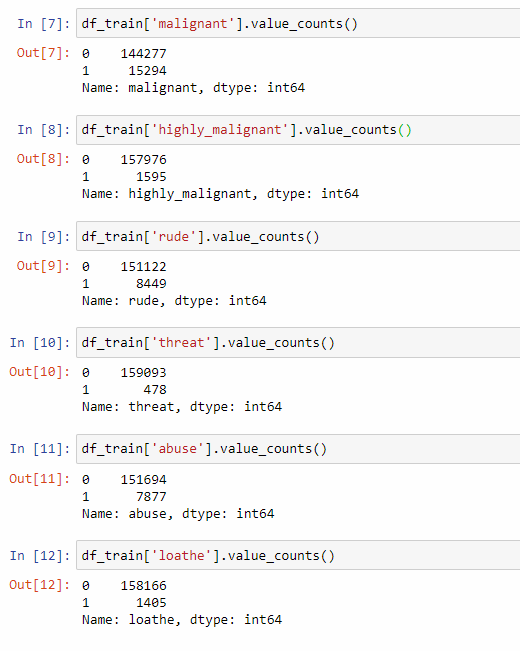 In [7]: df_train['malignant'].value_counts()
Out[7]: 0    144277
1     15294
Name: malignant, dtype: int64
In [8]: df_train['highly_malignant'].value_counts()
Out[8]: 0    157976
1      1595
Name: highly_malignant, dtype: int64
In [9]: df_train['rude'].value_counts()
Out[9]: 0    151122
1      8449
Name: rude, dtype: int64
In [10]: df_train['threat'].value_counts()
Out[10]: 0    159093
1       478
Name: threat, dtype: int64
In [11]: df_train['abuse'].value_counts()
Out[11]: 0    151694
1      7877
Name: abuse, dtype: int64
In [12]: df_train['loathe'].value_counts()
Out[12]: 0    158166
1      1405
Name: loathe, dtype: int64